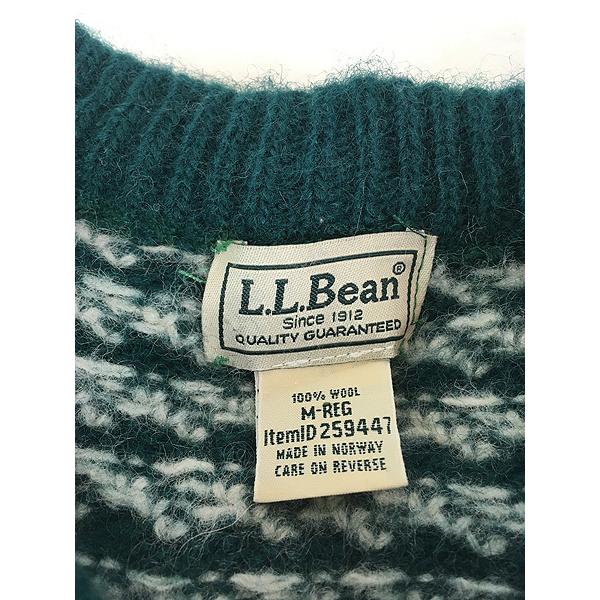 L.L.Bean®
Since 1912
QUALITY GUARANTEED
100% WOOL
M-REG
ItemID 259447
MADE IN NORWAY
CARE ON REVERSE